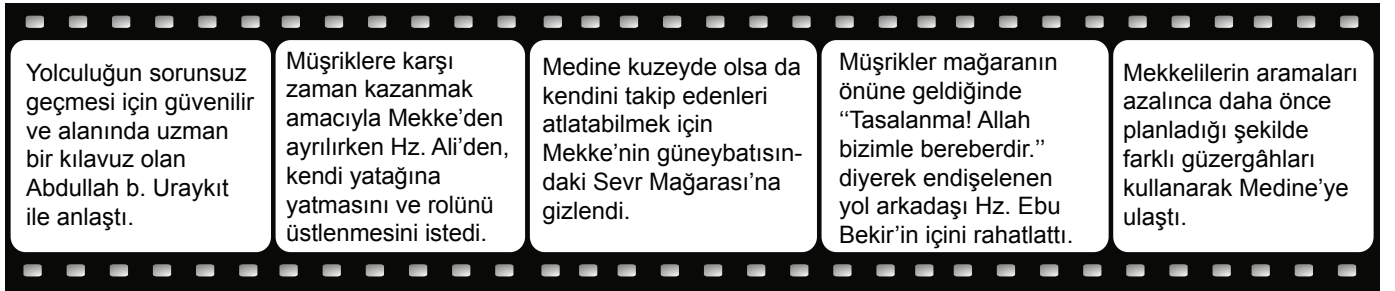 Yolculuğun sorunsuz
geçmesi için güvenilir
ve alanında uzman
bir kılavuz olan
Abdullah b. Uraykıt
ile anlaştı.
Müşriklere karşı
zaman kazanmak
amacıyla Mekke’den
ayrılırken Hz. Ali’den,
kendi yatağına
yatmasını ve rolünü
üstlenmesini istedi.
Medine kuzeyde olsa da
kendini takip edenleri
atlatabilmek için
Mekke’nin güneybatısın-
daki Sevr Mağarası’na
gizlendi.
Müşrikler mağaranın
önüne geldiğinde
‘‘Tasalanma! Allah
bizimle bereberdir.’’
diyerek endişelenen
yol arkadaşı Hz. Ebu
Bekir’in içini rahatlattı.
Mekkelilerin aramaları
azalınca daha önce
planladığı şekilde
farklı güzergâhları
kullanarak Medine’ye
ulaştı.